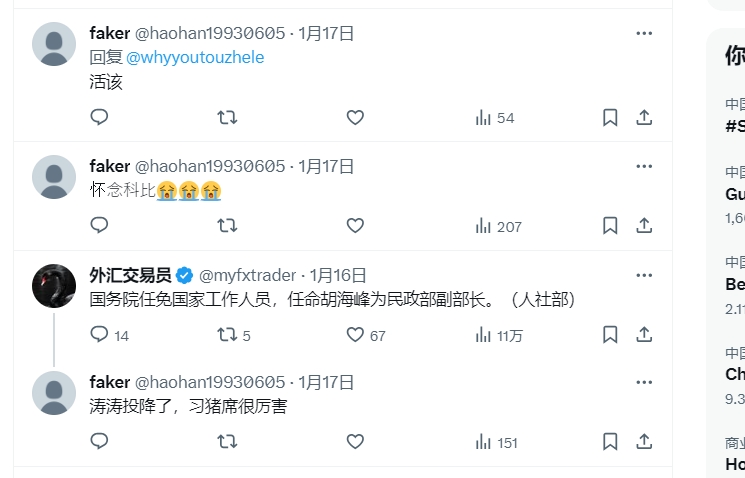 faker @haohan19930605 · 1月17日
回复 @whyyoutouzhele
活该
54
faker @haohan19930605 · 1月17日
怀念科比😭😭😭
207
外汇交易员 @myfxtrader · 1月16日
国务院任免国家工作人员，任命胡海峰为民政部副部长。（人社部）
14 5 67 11万
faker @haohan19930605 · 1月17日
涛涛投降了，习猪席很厉害
151
你
中国
#S
中国
Gu
1,6
中国
Be
2.11
中国
Ch
9.3
商业
Ho